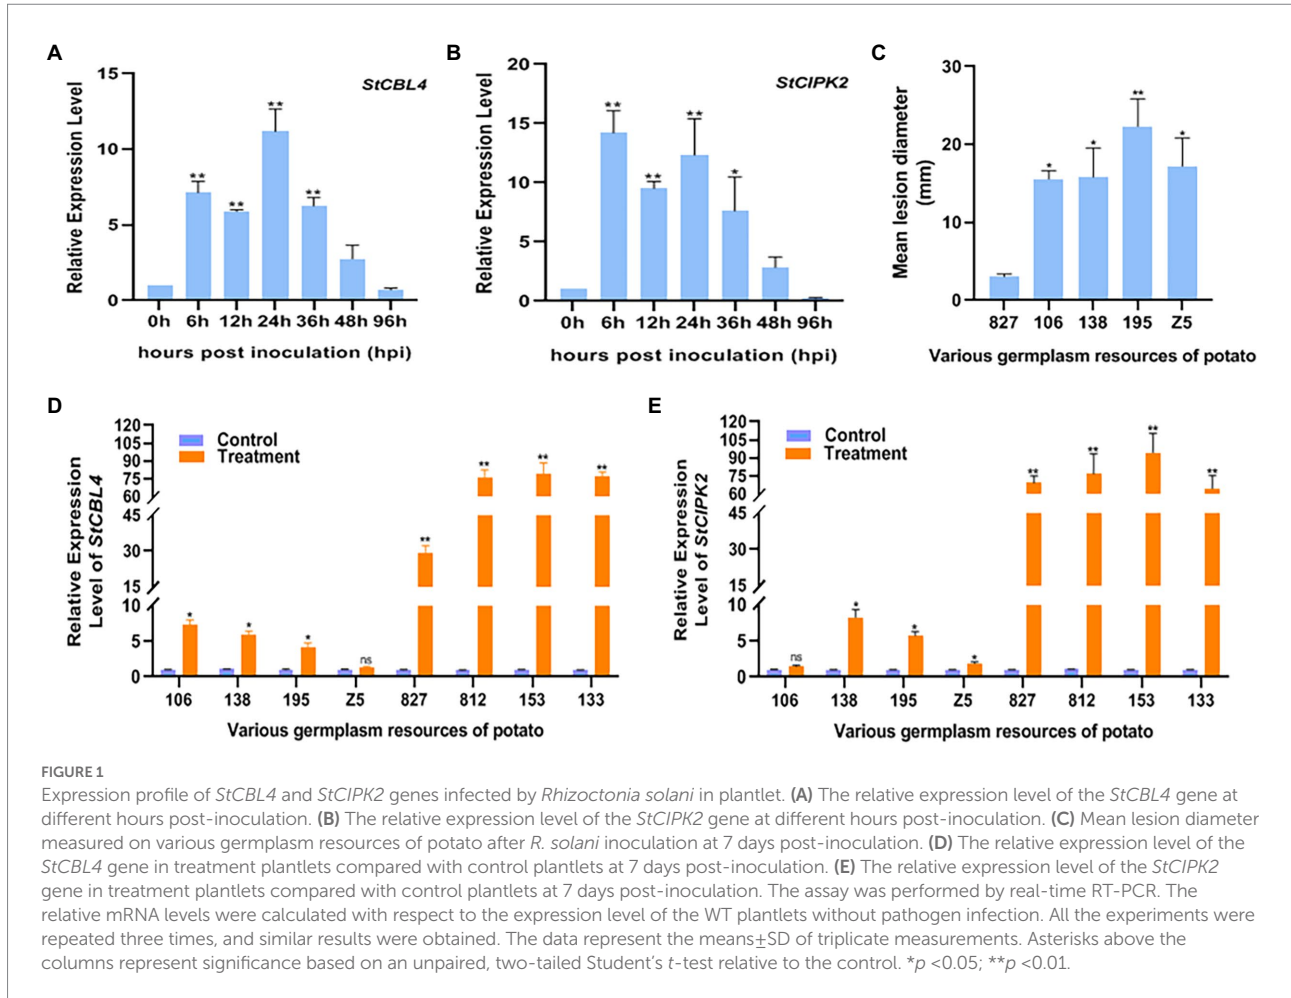 A
StCBL4
Relative Expression Level
15
10
5
0
** ** ** **
0h 6h 12h 24h 36h 48h 96h
hours post inoculation (hpi)
B
StCIPK2
Relative Expression Level
20
15
10
5
0
** ** ** *
0h 6h 12h 24h 36h 48h 96h
hours post inoculation (hpi)
C
Mean lesion diameter
(mm)
30
20
10
0
* * ** *
827 106 138 195 Z5
Various germplasm resources of potato
D
Relative Expression
Level of StCBL4
120
105
90
75
60
45
30
15
10
5
0
Control
Treatment
* * * ns ** ** ** **
106 138 195 Z5 827 812 153 133
Various germplasm resources of potato
E
Relative Expression
Level of StCIPK2
120
105
90
75
60
45
30
15
10
5
0
Control
Treatment
ns * * * ** ** ** **
106 138 195 Z5 827 812 153 133
Various germplasm resources of potato
FIGURE 1
Expression profile of StCBL4 and StCIPK2 genes infected by Rhizoctonia solani in plantlet. (A) The relative expression level of the StCBL4 gene at
different hours post-inoculation. (B) The relative expression level of the StCIPK2 gene at different hours post-inoculation. (C) Mean lesion diameter
measured on various germplasm resources of potato after R. solani inoculation at 7 days post-inoculation. (D) The relative expression level of the
StCBL4 gene in treatment plantlets compared with control plantlets at 7 days post-inoculation. (E) The relative expression level of the StCIPK2
gene in treatment plantlets compared with control plantlets at 7 days post-inoculation. The assay was performed by real-time RT-PCR. The
relative mRNA levels were calculated with respect to the expression level of the WT plantlets without pathogen infection. All the experiments were
repeated three times, and similar results were obtained. The data represent the means±SD of triplicate measurements. Asterisks above the
columns represent significance based on an unpaired, two-tailed Student's t-test relative to the control. *p <0.05; **p <0.01.